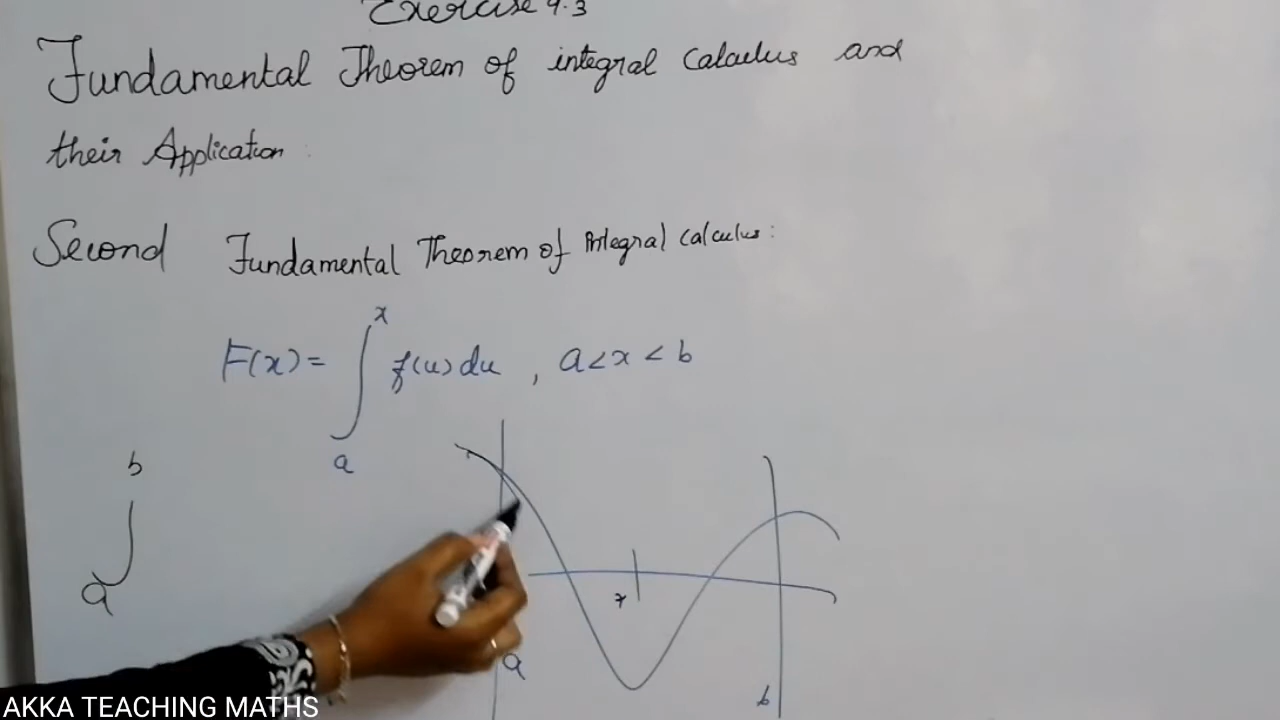 Exercise 9.3
Fundamental Theorem of integral Calculus and
their Application
Second Fundamental Theorem of Integral Calculus:
F(x) = ∫ₐˣ f(u) du , a < x < b
b
∫
a
x
a
b
AKKA TEACHING MATHS